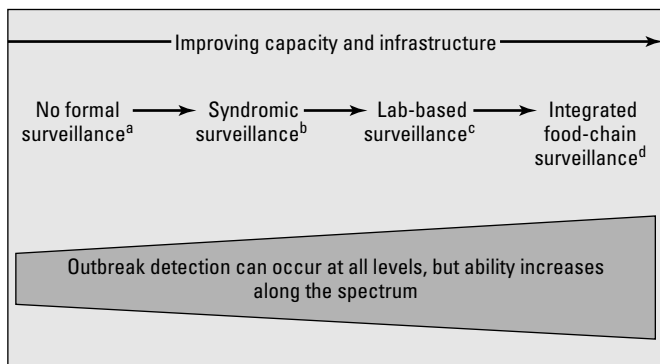 Improving capacity and infrastructure
No formal surveillanceᵃ
Syndromic surveillanceᵇ
Lab-based surveillanceᶜ
Integrated food-chain surveillanceᵈ
Outbreak detection can occur at all levels, but ability increases
along the spectrum